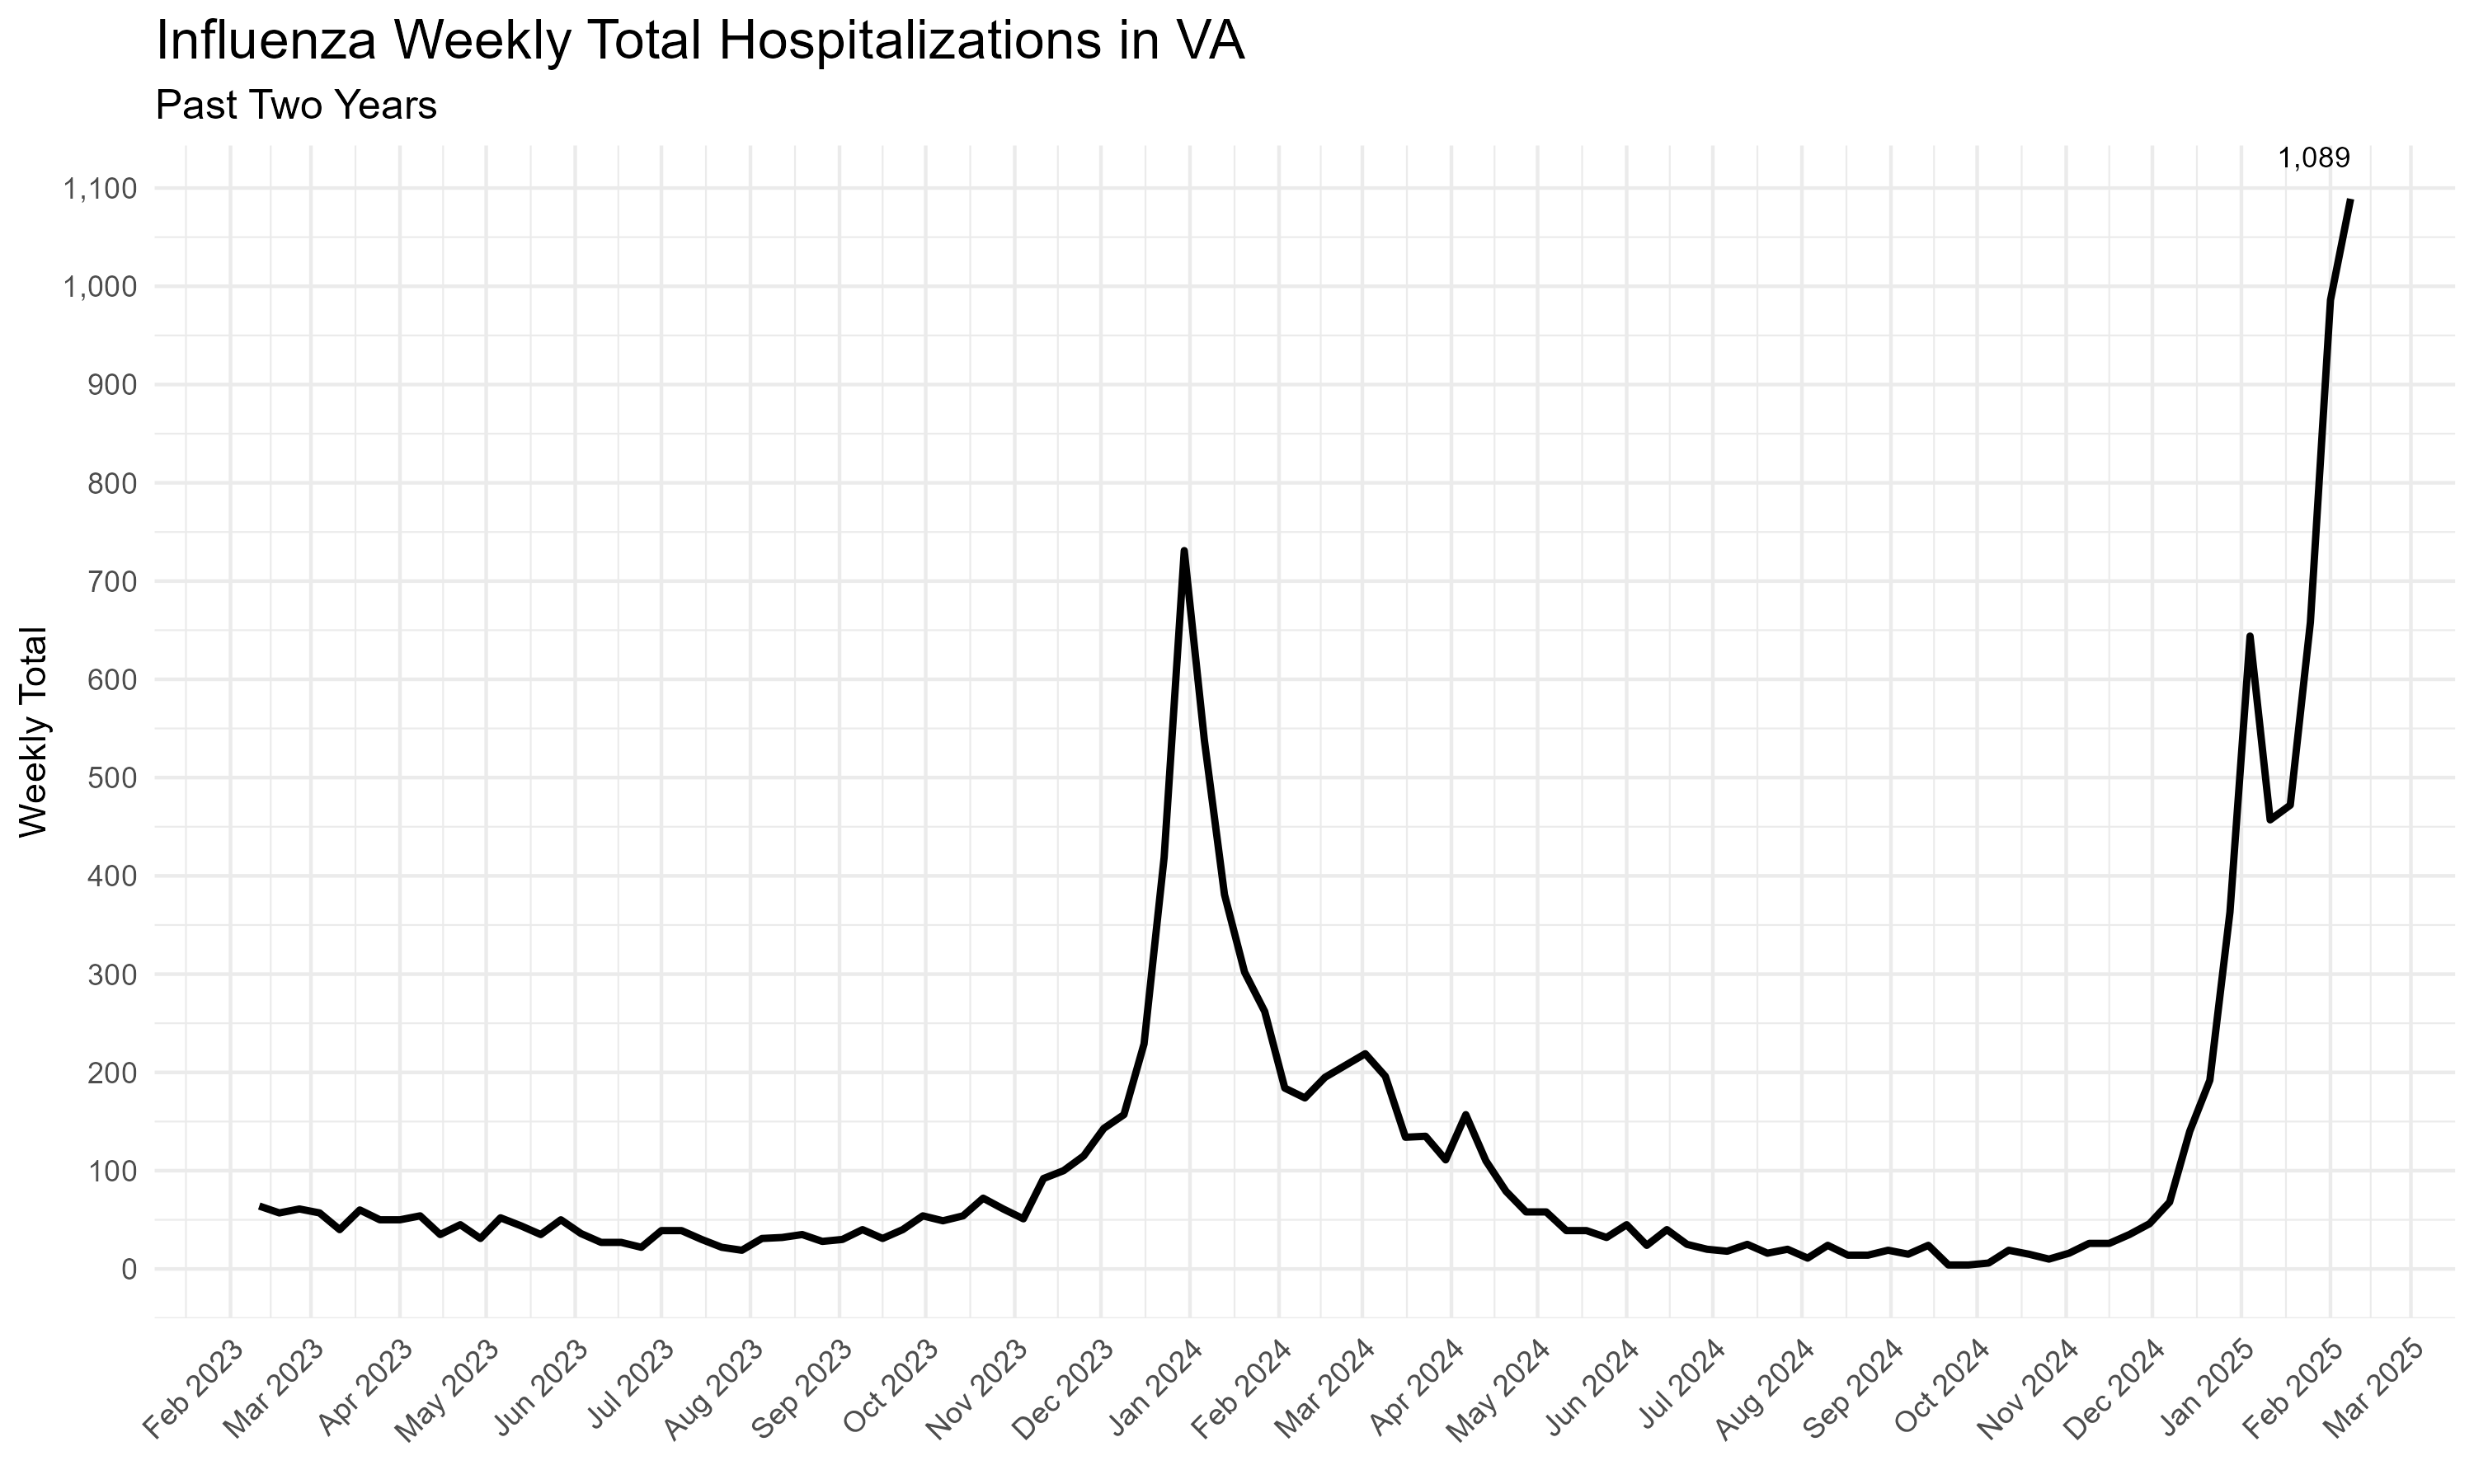 Influenza Weekly Total Hospitalizations in VA
Past Two Years
1,089
1,100
1,000
900
800
700
600
500
400
300
200
100
0
Weekly Total
Feb 2023
Mar 2023
Apr 2023
May 2023
Jun 2023
Jul 2023
Aug 2023
Sep 2023
Oct 2023
Nov 2023
Dec 2023
Jan 2024
Feb 2024
Mar 2024
Apr 2024
May 2024
Jun 2024
Jul 2024
Aug 2024
Sep 2024
Oct 2024
Nov 2024
Dec 2024
Jan 2025
Feb 2025
Mar 2025